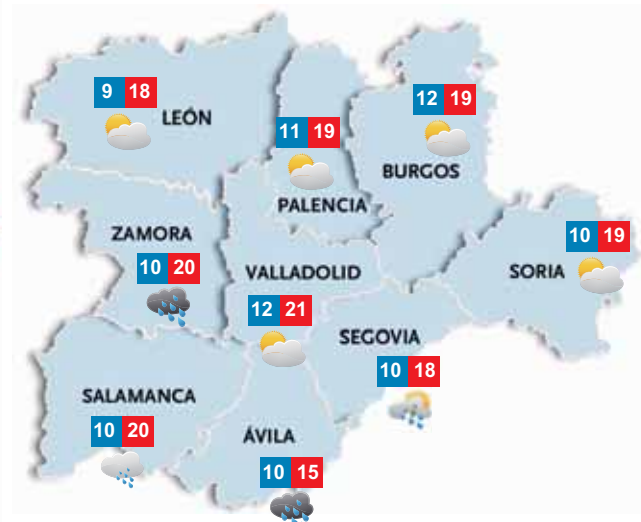 9 18
LEÓN
12 19
BURGOS
11 19
PALENCIA
ZAMORA
10 20
VALLADOLID
12 21
10 19
SORIA
SEGOVIA
10 18
SALAMANCA
10 20
ÁVILA
10 15